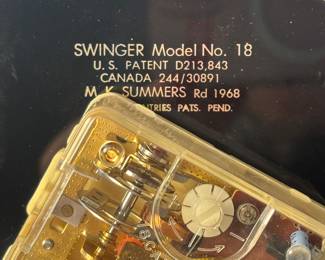 SWINGER Model No. 18
U. S. PATENT D213,843
CANADA 244/30891
M. K. SUMMERS Rd 1968
PATS. PEND.